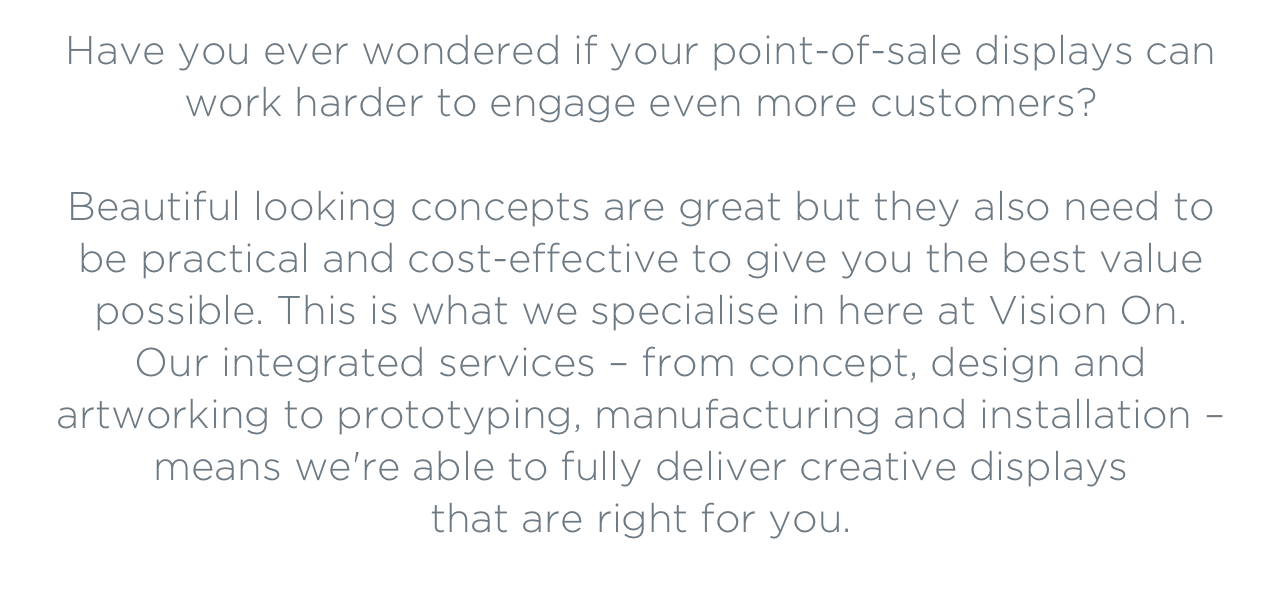 Have you ever wondered if your point-of-sale displays can
work harder to engage even more customers?
Beautiful looking concepts are great but they also need to
be practical and cost-effective to give you the best value
possible. This is what we specialise in here at Vision On.
Our integrated services – from concept, design and
artworking to prototyping, manufacturing and installation –
means we're able to fully deliver creative displays
that are right for you.